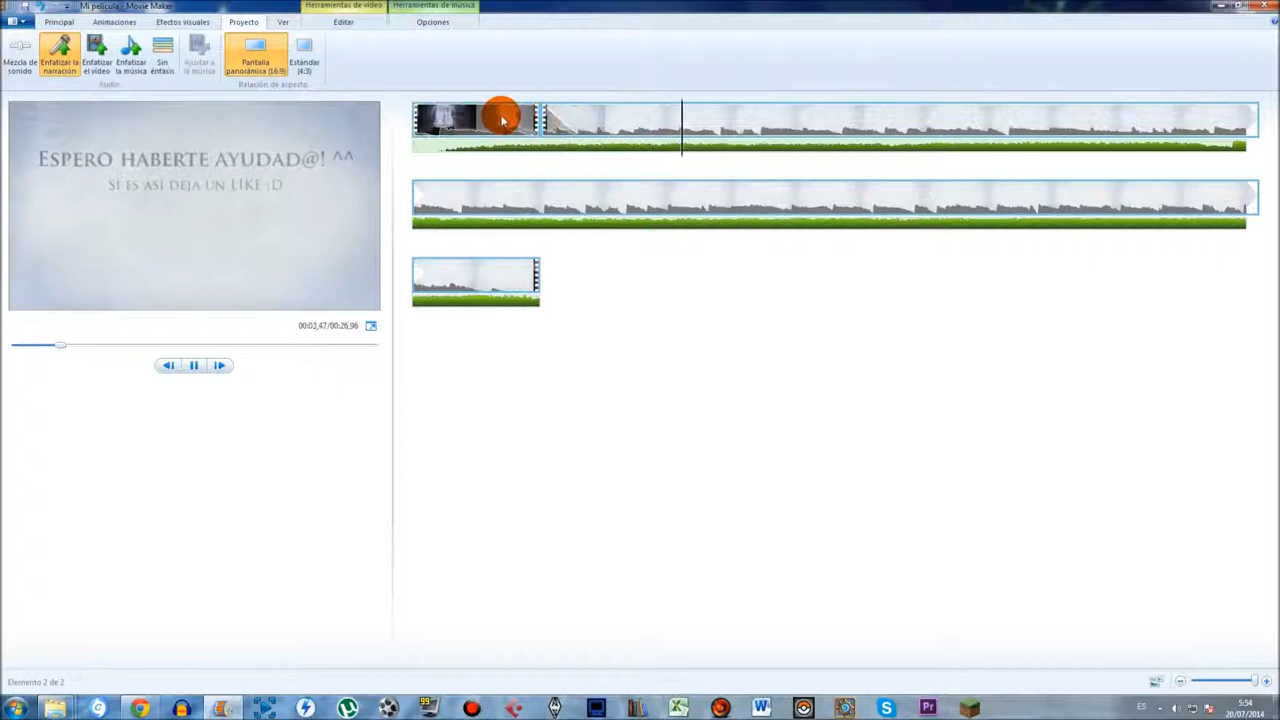 Mi película - Movie Maker
Herramientas de vídeo
Herramientas de música
Principal
Animaciones
Efectos visuales
Proyecto
Ver
Editar
Opciones
Mezcla de sonido
Enfatizar la narración
Enfatizar el vídeo
Enfatizar la música
Sin énfasis
Ajustar a la música
Pantalla panorámica (16:9)
Estándar (4:3)
Audio
Relación de aspecto
ESPERO HABERTE AYUDAD@! ^^
SI ES ASÍ DEJA UN LIKE :D
00:03,47/00:26,96
Elemento 2 de 2
99
W
S
Pr
ES
5:54
20/07/2014